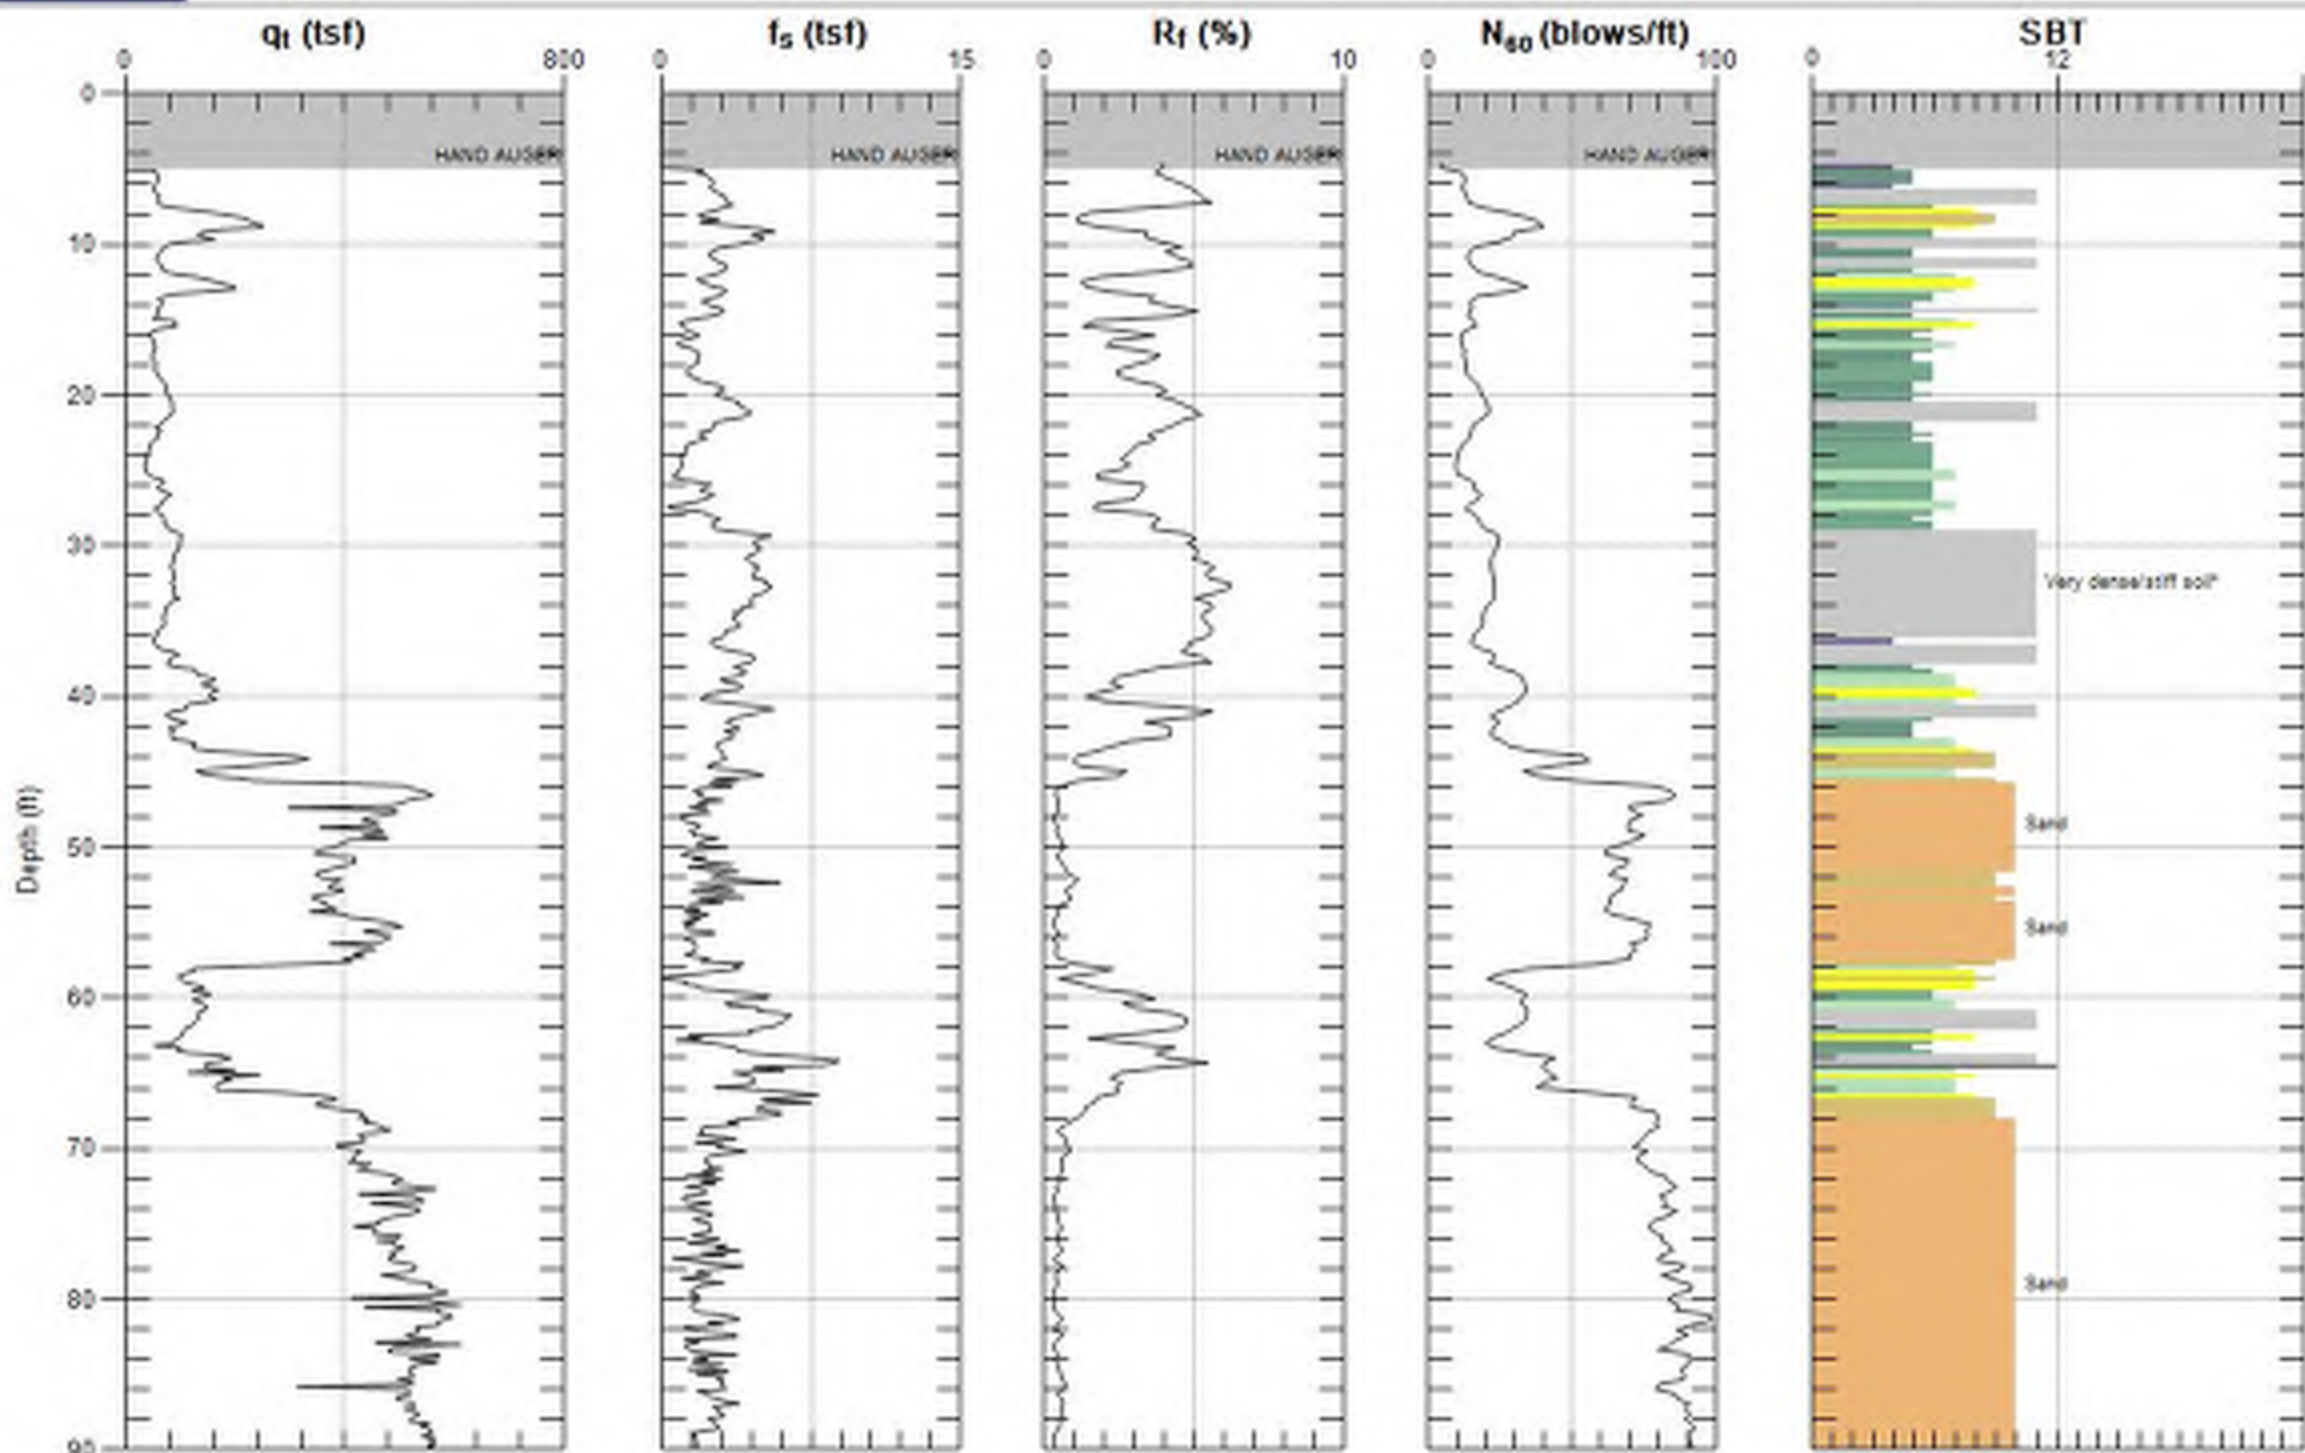 qt (tsf) fs (tsf) Rf (%) N60 (blows/ft) SBT
0 800 0 15 0 10 0 100 0 12
0
HAND AUGER HAND AUGER HAND AUGER HAND AUGER
10
20
30
Very dense/stiff soil*
40
Depth (ft)
Sand
50
Sand
60
70
Sand
80
90